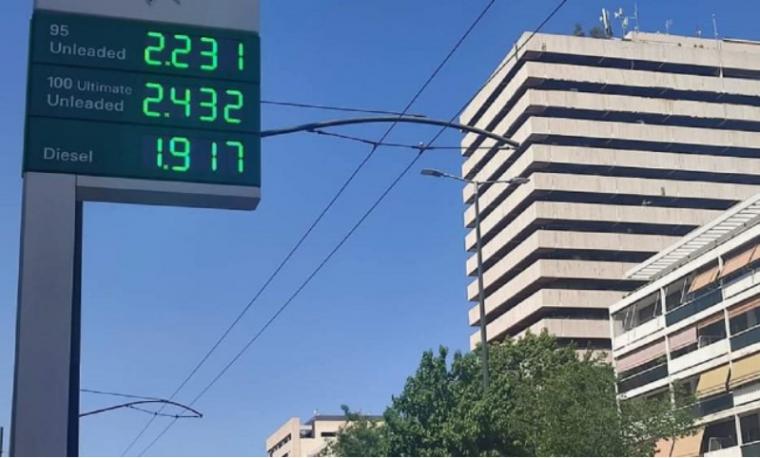 95
Unleaded 2.231
100 Ultimate
Unleaded 2.432
Diesel 1.917